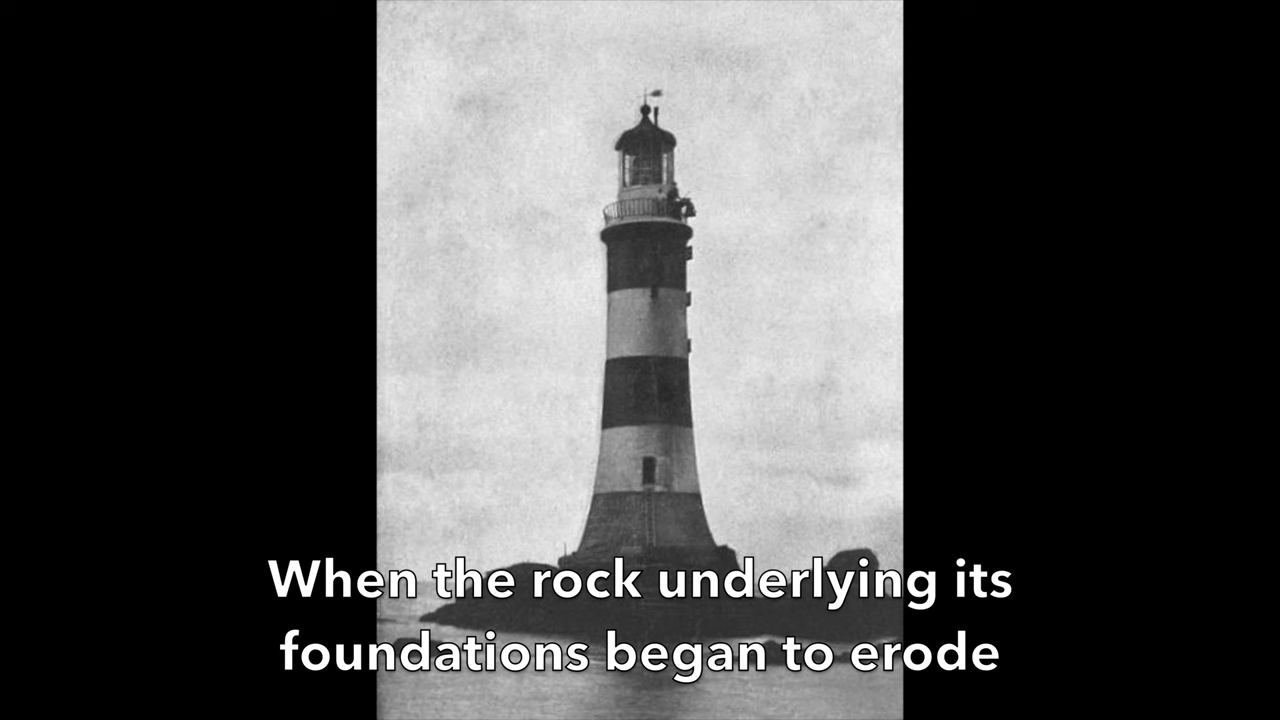 When the rock underlying its
foundations began to erode